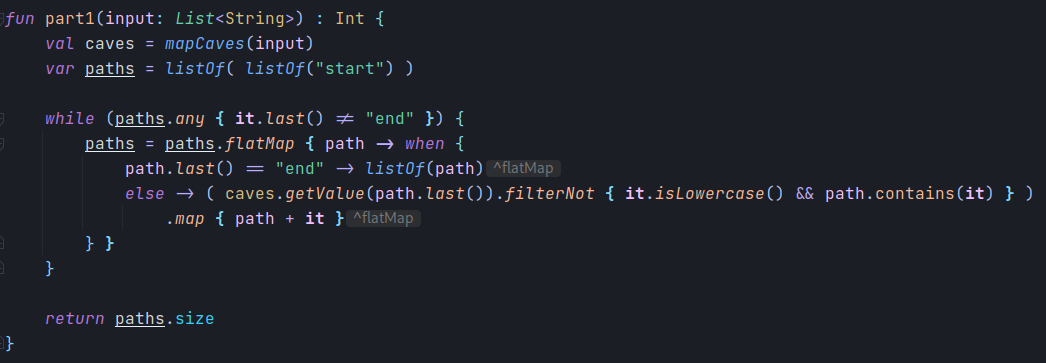 fun part1(input: List<String>) : Int {
    val caves = mapCaves(input)
    var paths = listOf( listOf("start") )

    while (paths.any { it.last() ≠ "end" }) {
        paths = paths.flatMap { path → when {
            path.last() == "end" → listOf(path) ^flatMap
            else → ( caves.getValue(path.last()).filterNot { it.isLowercase() && path.contains(it) } )
                .map { path + it } ^flatMap
        } }
    }

    return paths.size
}